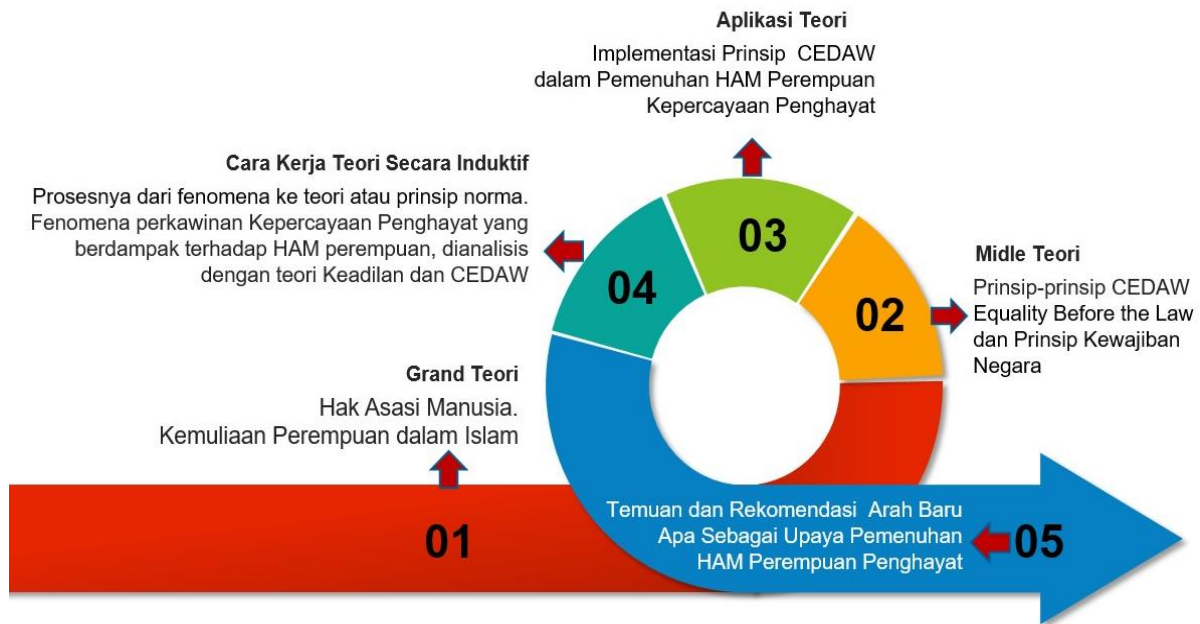 Aplikasi Teori
Implementasi Prinsip CEDAW
dalam Pemenuhan HAM Perempuan
Kepercayaan Penghayat
Cara Kerja Teori Secara Induktif
Prosesnya dari fenomena ke teori atau prinsip norma.
Fenomena perkawinan Kepercayaan Penghayat yang
berdampak terhadap HAM perempuan, dianalisis
dengan teori Keadilan dan CEDAW
03
04
02
Midle Teori
Prinsip-prinsip CEDAW
Equality Before the Law
dan Prinsip Kewajiban
Negara
Grand Teori
Hak Asasi Manusia.
Kemuliaan Perempuan dalam Islam
01
Temuan dan Rekomendasi Arah Baru
Apa Sebagai Upaya Pemenuhan
HAM Perempuan Penghayat
05